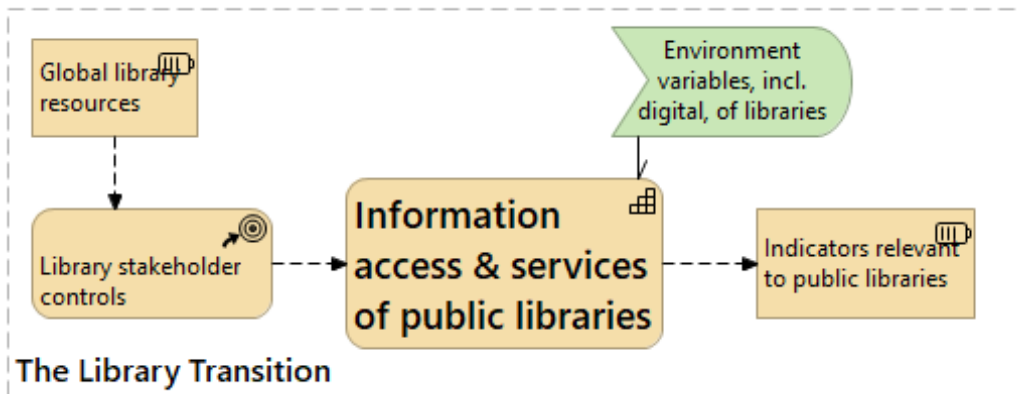 Global library
resources
Environment
variables, incl.
digital, of libraries
Library stakeholder
controls
Information
access & services
of public libraries
Indicators relevant
to public libraries
The Library Transition